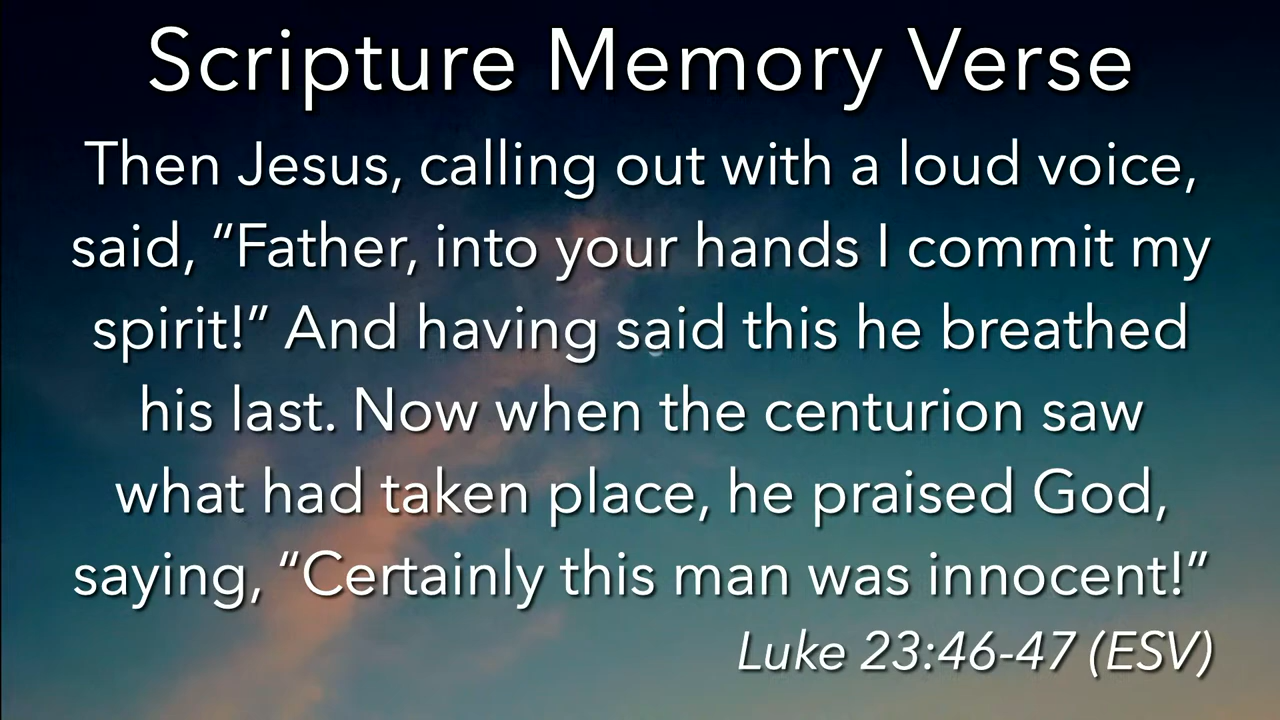 Scripture Memory Verse
Then Jesus, calling out with a loud voice,
said, “Father, into your hands I commit my
spirit!” And having said this he breathed
his last. Now when the centurion saw
what had taken place, he praised God,
saying, “Certainly this man was innocent!”
Luke 23:46-47 (ESV)